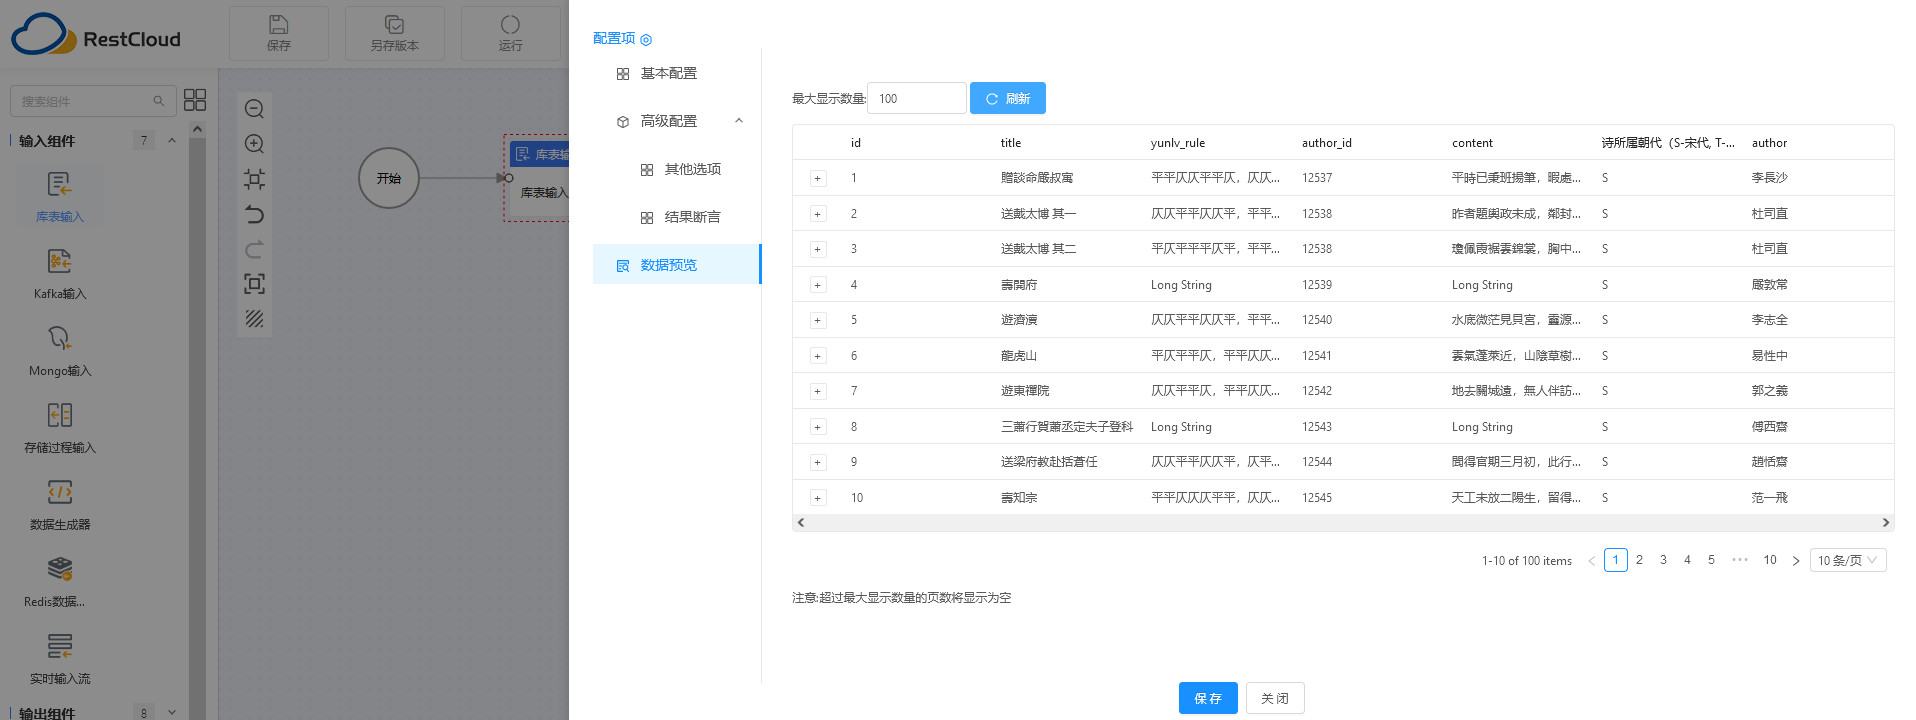 RestCloud
保存
另存版本
运行
搜索组件
输入组件 7
库表输入
Kafka输入
Mongo输入
存储过程输入
数据生成器
Redis数据...
实时输入流
输出组件 8
开始
库表输
库表输入
配置项
基本配置
高级配置
其他选项
结果断言
数据预览
最大显示数量: 100 刷新
id title yunlv_rule author_id content 诗所属朝代（S-宋代, T-... author
+ 1 贈談命嚴叔寓 平平仄仄平平仄，仄仄... 12537 平時已秉班揚筆，暇處... S 李長沙
+ 2 送戴太博 其一 仄仄平平仄仄平，平平... 12538 昨者題輿政未成，鄰封... S 杜司直
+ 3 送戴太博 其二 平仄平平平仄平，平平... 12538 瓊佩霞裾雲錦裳，胸中... S 杜司直
+ 4 壽開府 Long String 12539 Long String S 嚴敦常
+ 5 遊濟瀆 仄仄平平仄仄平，平平... 12540 水底微茫見貝宮，靈源... S 李志全
+ 6 龍虎山 平仄平平仄，平平仄仄... 12541 雲氣蓬萊近，山陰草樹... S 易性中
+ 7 遊東禪院 仄仄平平仄，平平仄仄... 12542 地去關城遠，無人伴訪... S 郭之義
+ 8 三蕭行賀蕭丞定夫子登科 Long String 12543 Long String S 傅西齋
+ 9 送梁府教赴括蒼任 仄仄平平仄仄平，仄平... 12544 聞得官期三月初，此行... S 趙恬齋
+ 10 壽知宗 平平仄仄仄平平，仄仄... 12545 天工未放二陽生，留得... S 范一飛
1-10 of 100 items 1 2 3 4 5 ••• 10 10 条/页
注意:超过最大显示数量的页数将显示为空
保存 关闭